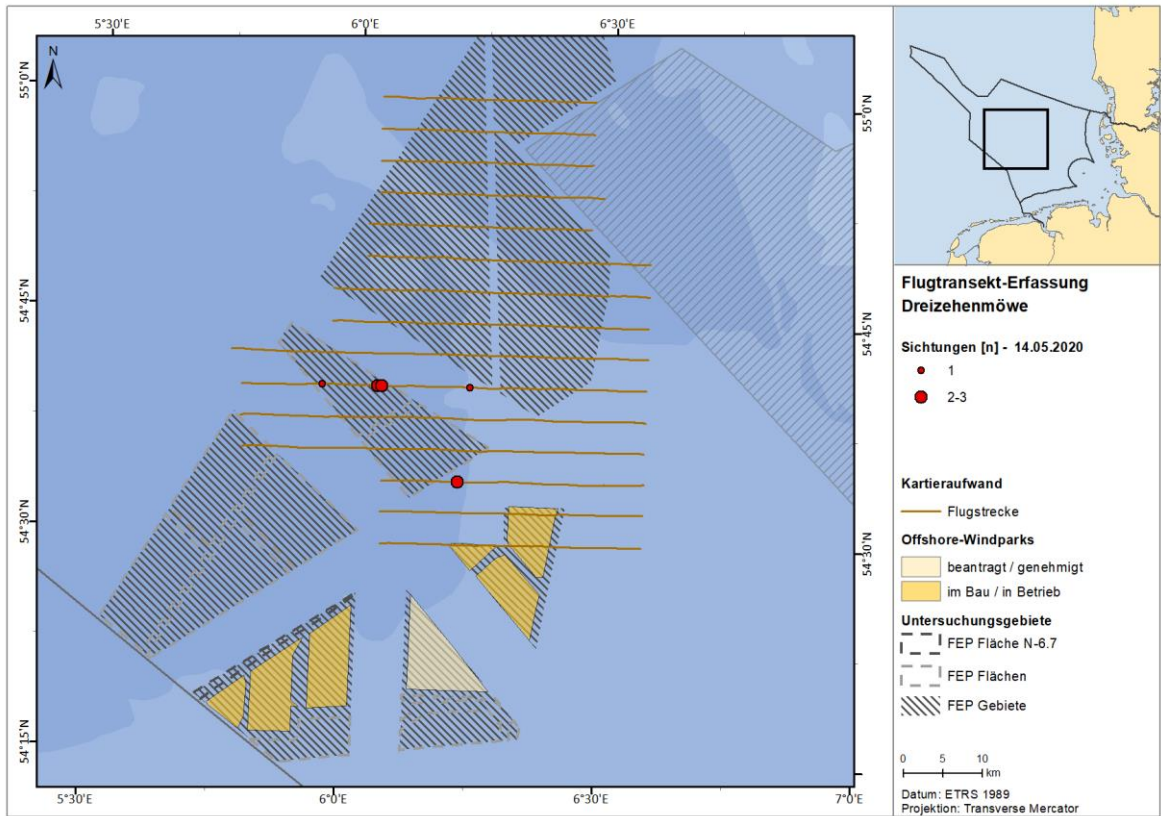 5°30'E
6°0'E
6°30'E
N
55°0'N
55°0'N
54°45'N
54°45'N
54°30'N
54°30'N
54°15'N
5°30'E
6°0'E
6°30'E
7°0'E
Flugtransekt-Erfassung
Dreizehenmöwe
Sichtungen [n] - 14.05.2020
1
2-3
Kartieraufwand
Flugstrecke
Offshore-Windparks
beantragt / genehmigt
im Bau / in Betrieb
Untersuchungsgebiete
FEP Fläche N-6.7
FEP Flächen
FEP Gebiete
0 5 10
km
Datum: ETRS 1989
Projektion: Transverse Mercator